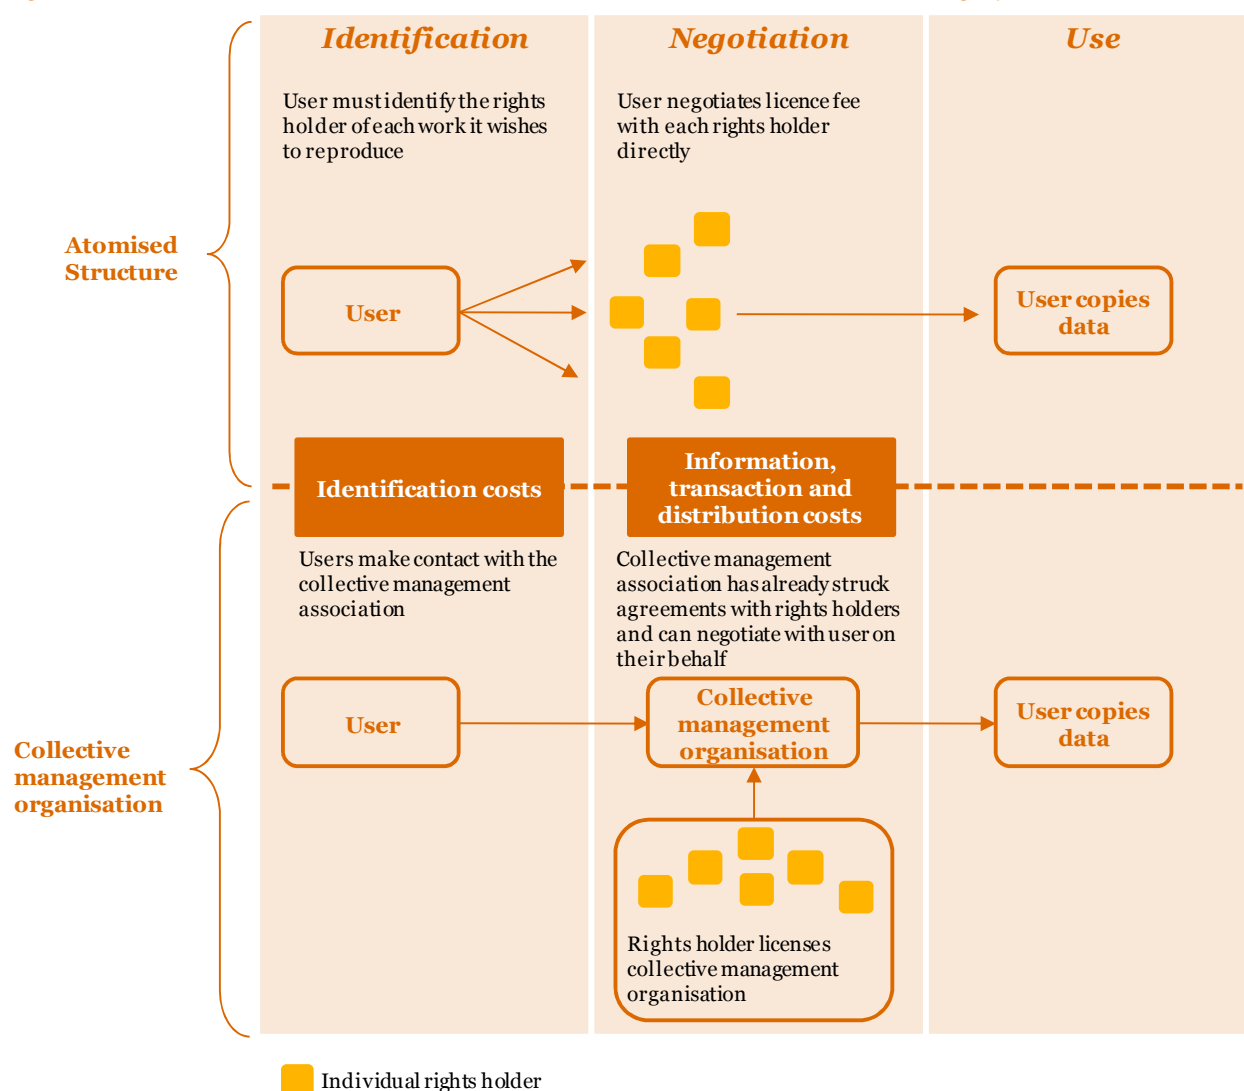 Identification
Negotiation
Use
User must identify the rights
holder of each work it wishes
to reproduce
User negotiates licence fee
with each rights holder
directly
Atomised
Structure
User
User copies
data
Identification costs
Information,
transaction and
distribution costs
Users make contact with the
collective management
association
Collective management
association has already struck
agreements with rights holders
and can negotiate with user on
their behalf
Collective
management
organisation
User
Collective
management
organisation
User copies
data
Rights holder licenses
collective management
organisation
Individual rights holder